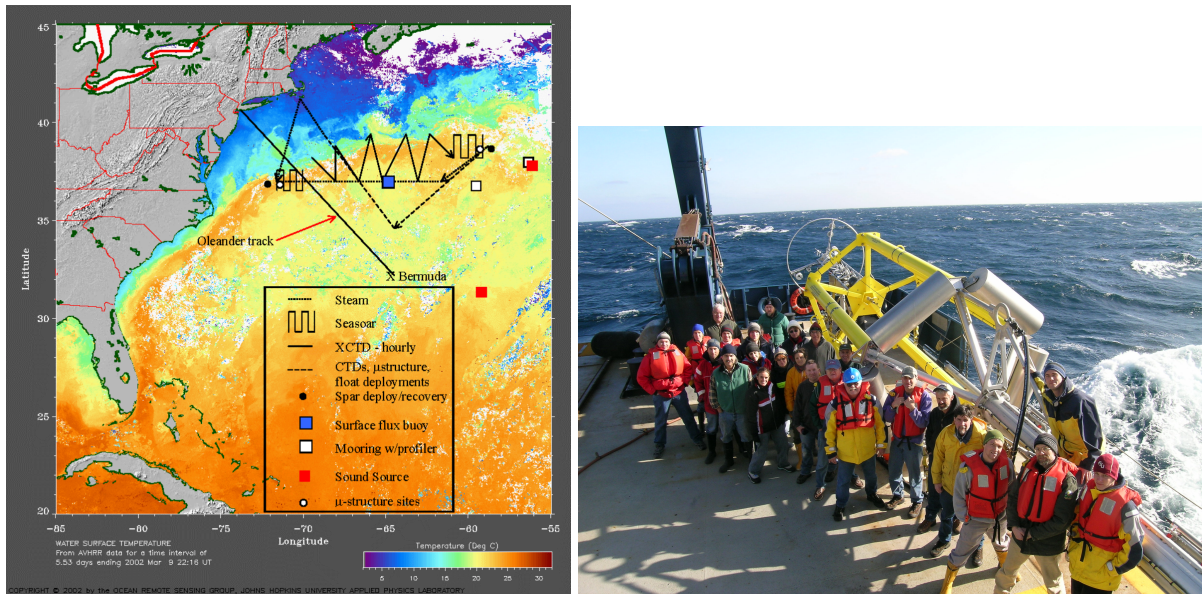 45
40
35
30
25
20
Latitude
Oleander track
X Bermuda
Steam
Seasoar
XCTD - hourly
CTDs, μstructure,
float deployments
Spar deploy/recovery
Surface flux buoy
Mooring w/profiler
Sound Source
μ-structure sites
−85 −80 −75 −70 −65 −60 −55
Longitude
WATER SURFACE TEMPERATURE
From AVHRR data for a time interval of
5.53 days ending 2002 Mar 9 22:16 UT
Temperature (Deg C)
5 10 15 20 25 30
COPYRIGHT © 2002 by the OCEAN REMOTE SENSING GROUP, JOHNS HOPKINS UNIVERSITY APPLIED PHYSICS LABORATORY